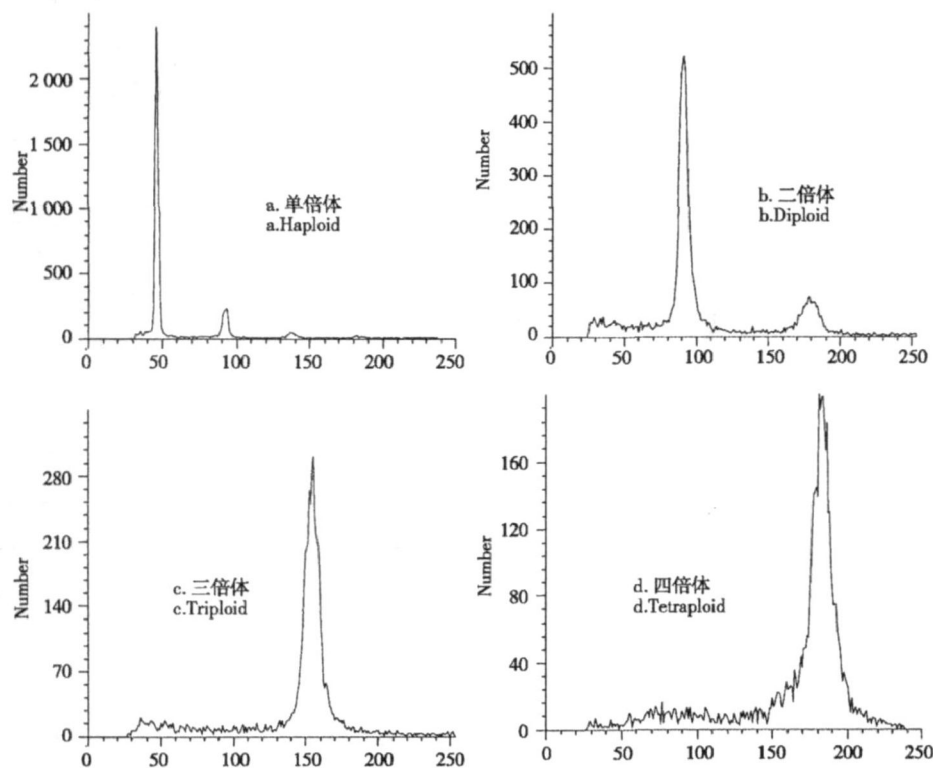 2 000
1 500
1 000
500
0
Number
0 50 100 150 200 250
a. 单倍体
a.Haploid
500
400
300
200
100
0
Number
0 50 100 150 200 250
b. 二倍体
b.Diploid
280
210
140
70
0
Number
0 50 100 150 200 250
c. 三倍体
c.Triploid
160
120
80
40
0
Number
0 50 100 150 200 250
d. 四倍体
d.Tetraploid